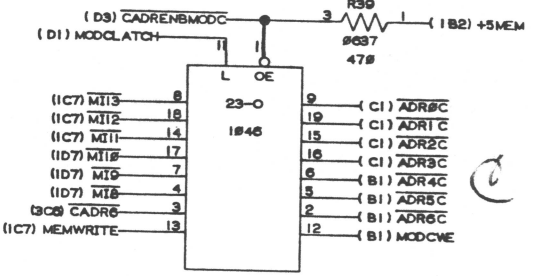 R39
(D3) CADRENBMODC 3 1 (1B2) +5MEM
(D1) MODCLATCH Ø637
11 1 47Ø
L OE
(1C7) MI13 8 23-0 9 (C1) ADRØC
(1C7) MI12 18 1Ø46 19 (C1) ADR1C
(1C7) MI11 14 15 (C1) ADR2C
(1D7) MI1Ø 17 16 (C1) ADR3C
(1D7) MI9 7 6 (B1) ADR4C
(1D7) MI8 4 5 (B1) ADR5C
(3C6) CADR6 3 2 (B1) ADR6C
(1C7) MEMWRITE 13 12 (B1) MODCWE